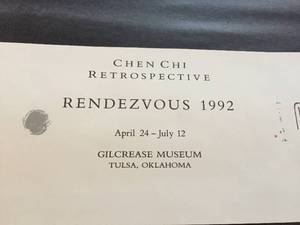 CHEN CHI
RETROSPECTIVE
RENDEZVOUS 1992
April 24 – July 12
GILCREASE MUSEUM
TULSA, OKLAHOMA